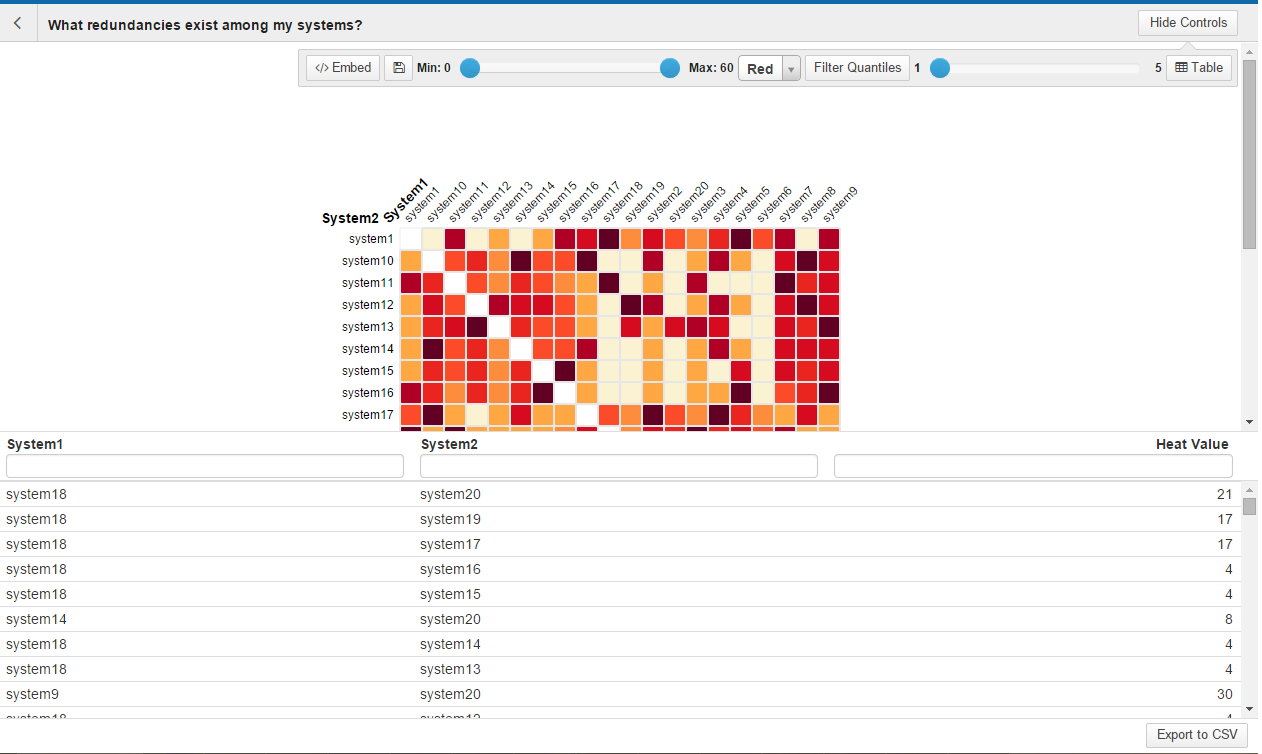 What redundancies exist among my systems?
Hide Controls
</> Embed
Min: 0
Max: 60
Red
Filter Quantiles
1
5
Table
System2
System1
system1
system10
system11
system12
system13
system14
system15
system16
system17
system18
system19
system2
system20
system3
system4
system5
system6
system7
system8
system9
system1
system10
system11
system12
system13
system14
system15
system16
system17
System1 System2 Heat Value
system18 system20 21
system18 system19 17
system18 system17 17
system18 system16 4
system18 system15 4
system14 system20 8
system18 system14 4
system18 system13 4
system9 system20 30
system18 system12 4
Export to CSV